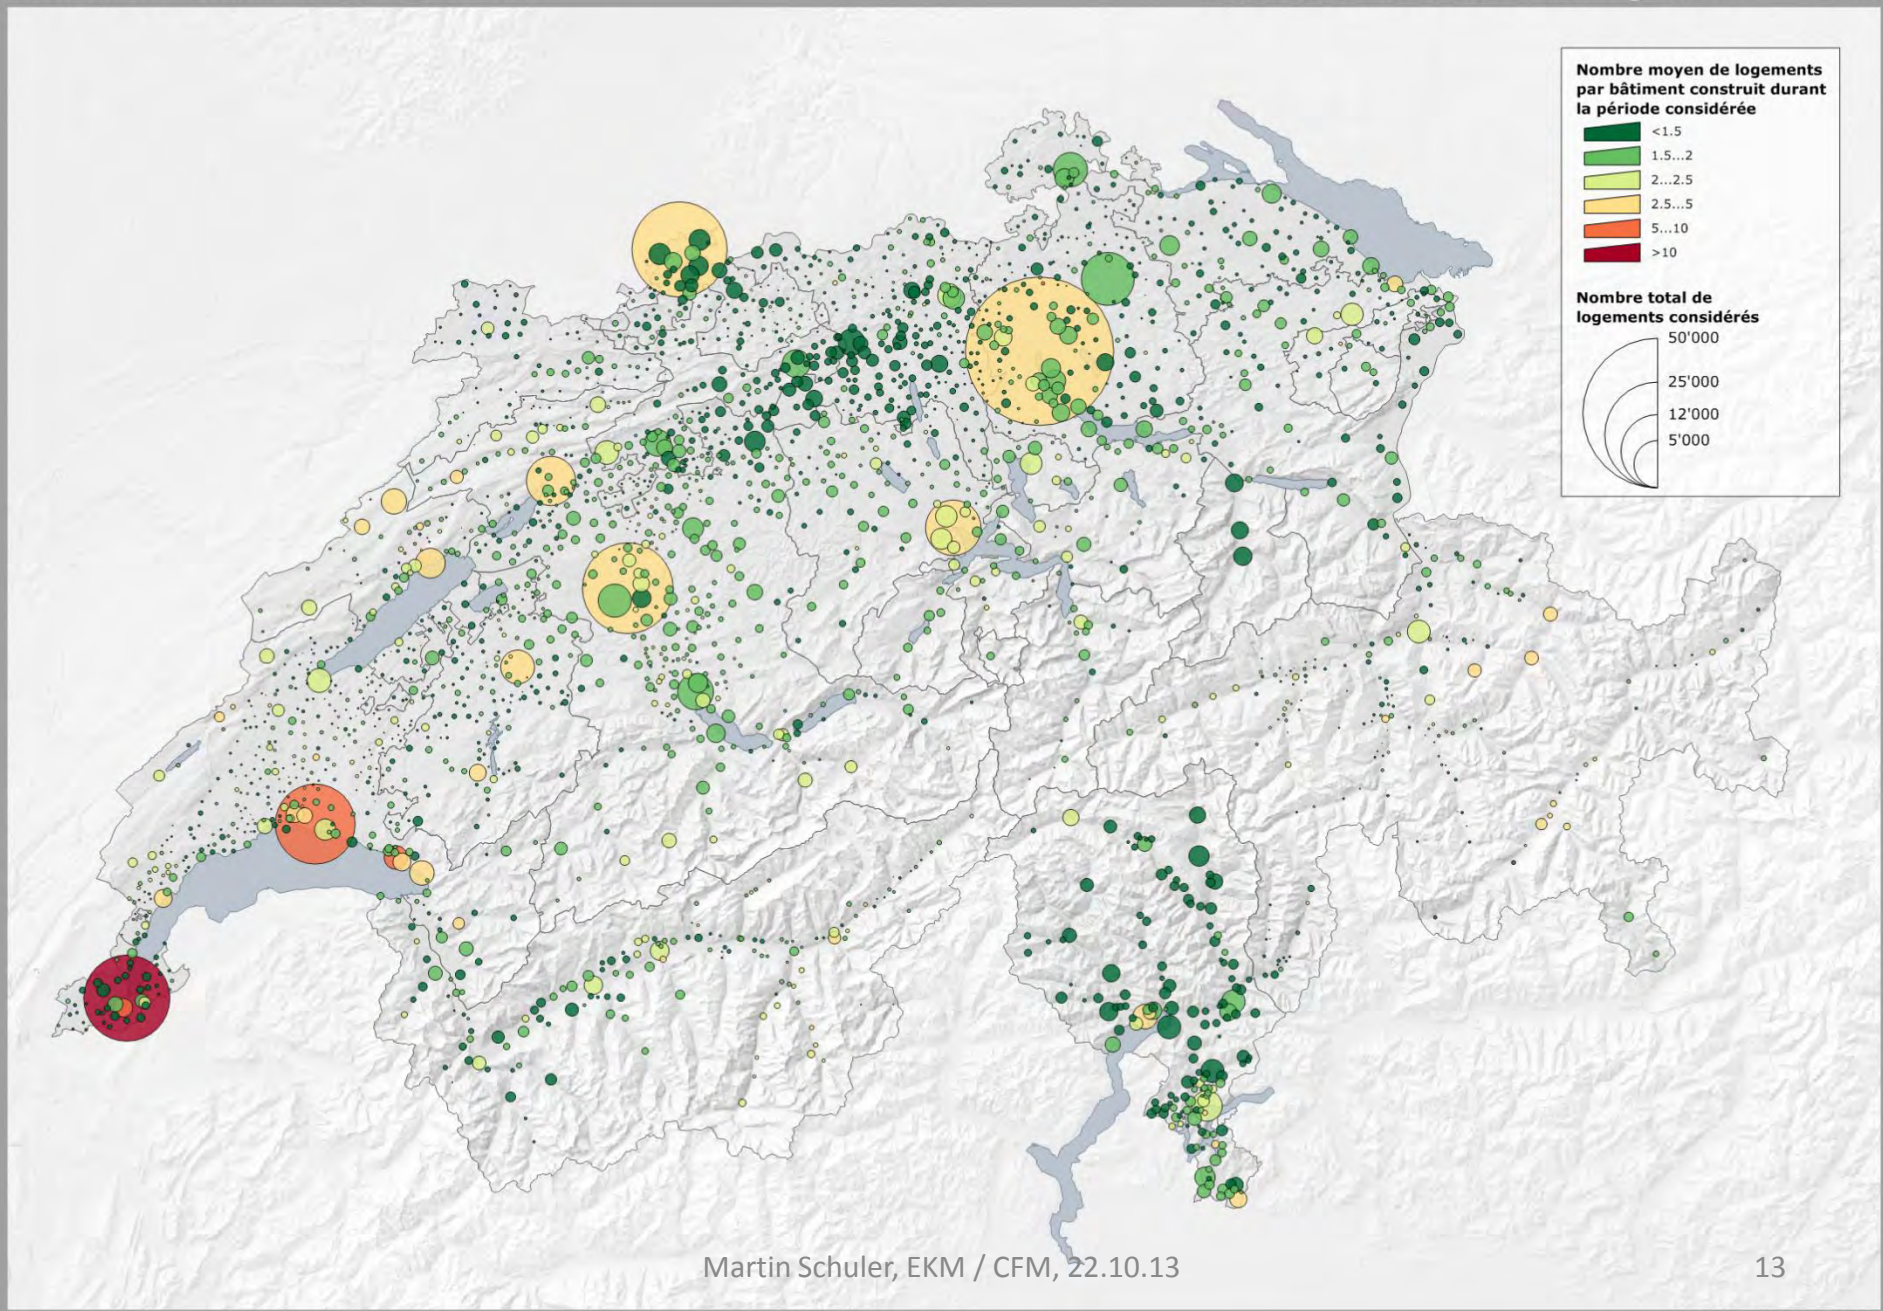 Nombre moyen de logements
par bâtiment construit durant
la période considérée
<1.5
1.5...2
2...2.5
2.5...5
5...10
>10
Nombre total de
logements considérés
50'000
25'000
12'000
5'000
Martin Schuler, EKM / CFM, 22.10.13
13